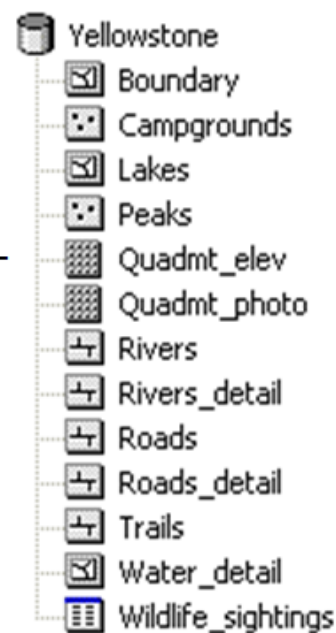 Yellowstone
Boundary
Campgrounds
Lakes
Peaks
Quadmt_elev
Quadmt_photo
Rivers
Rivers_detail
Roads
Roads_detail
Trails
Water_detail
Wildlife_sightings